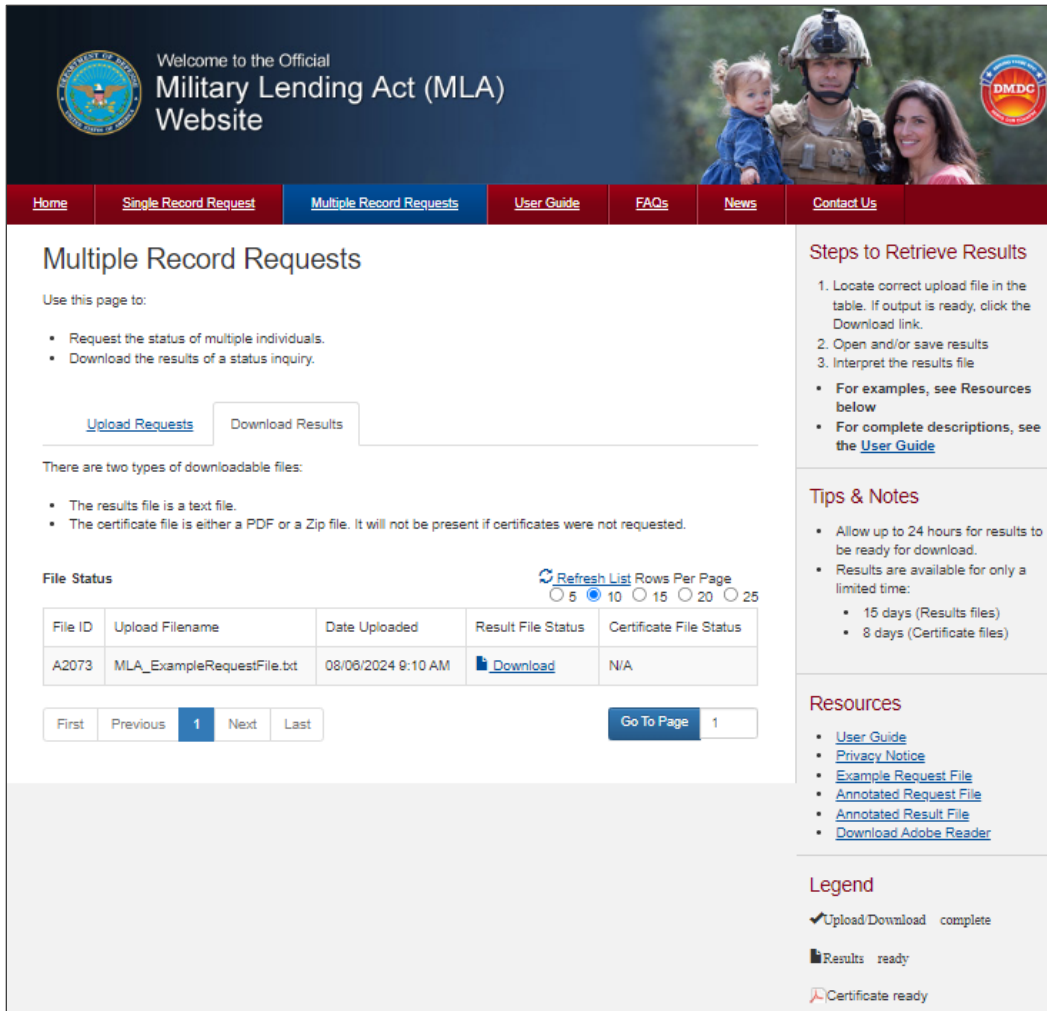 Welcome to the Official
Military Lending Act (MLA)
Website
DEPARTMENT OF DEFENSE
UNITED STATES OF AMERICA
DMDC
Home
Single Record Request
Multiple Record Requests
User Guide
FAQs
News
Contact Us
Multiple Record Requests
Use this page to:
• Request the status of multiple individuals.
• Download the results of a status inquiry.
Upload Requests
Download Results
There are two types of downloadable files:
• The results file is a text file.
• The certificate file is either a PDF or a Zip file. It will not be present if certificates were not requested.
File Status
Refresh List Rows Per Page
5 10 15 20 25
File ID Upload Filename Date Uploaded Result File Status Certificate File Status
A2073 MLA_ExampleRequestFile.txt 08/06/2024 9:10 AM Download N/A
First Previous 1 Next Last
Go To Page 1
Steps to Retrieve Results
1. Locate correct upload file in the
table. If output is ready, click the
Download link.
2. Open and/or save results
3. Interpret the results file
• For examples, see Resources
below
• For complete descriptions, see
the User Guide
Tips & Notes
• Allow up to 24 hours for results to
be ready for download.
• Results are available for only a
limited time:
• 15 days (Results files)
• 8 days (Certificate files)
Resources
• User Guide
• Privacy Notice
• Example Request File
• Annotated Request File
• Annotated Result File
• Download Adobe Reader
Legend
Upload/Download complete
Results ready
Certificate ready